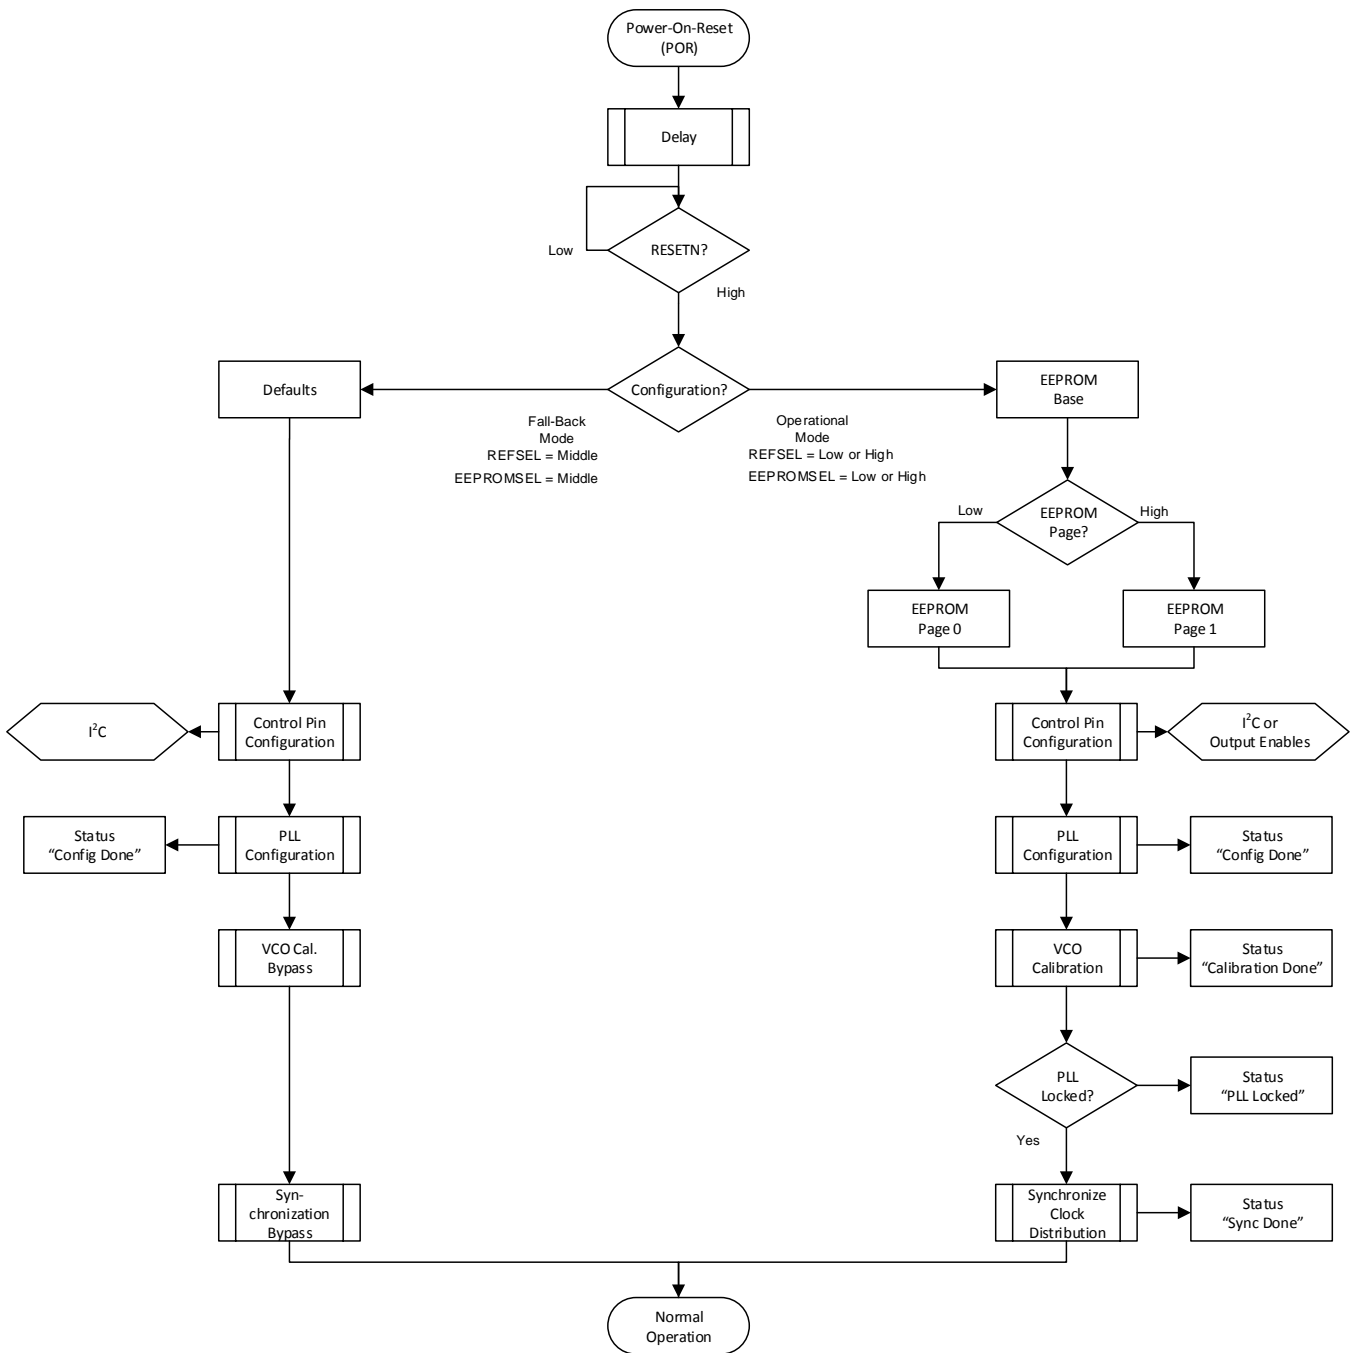 Power-On-Reset
(POR)
Delay
RESETN?
Low
High
Configuration?
Defaults
EEPROM
Base
Fall-Back
Mode
REFSEL = Middle
EEPROMSEL = Middle
Operational
Mode
REFSEL = Low or High
EEPROMSEL = Low or High
EEPROM
Page?
Low
High
EEPROM
Page 0
EEPROM
Page 1
I²C
Control Pin
Configuration
Control Pin
Configuration
I²C or
Output Enables
Status
“Config Done”
PLL
Configuration
PLL
Configuration
Status
“Config Done”
VCO Cal.
Bypass
VCO
Calibration
Status
“Calibration Done”
PLL
Locked?
Status
“PLL Locked”
Yes
Syn-
chronization
Bypass
Synchronize
Clock
Distribution
Status
“Sync Done”
Normal
Operation